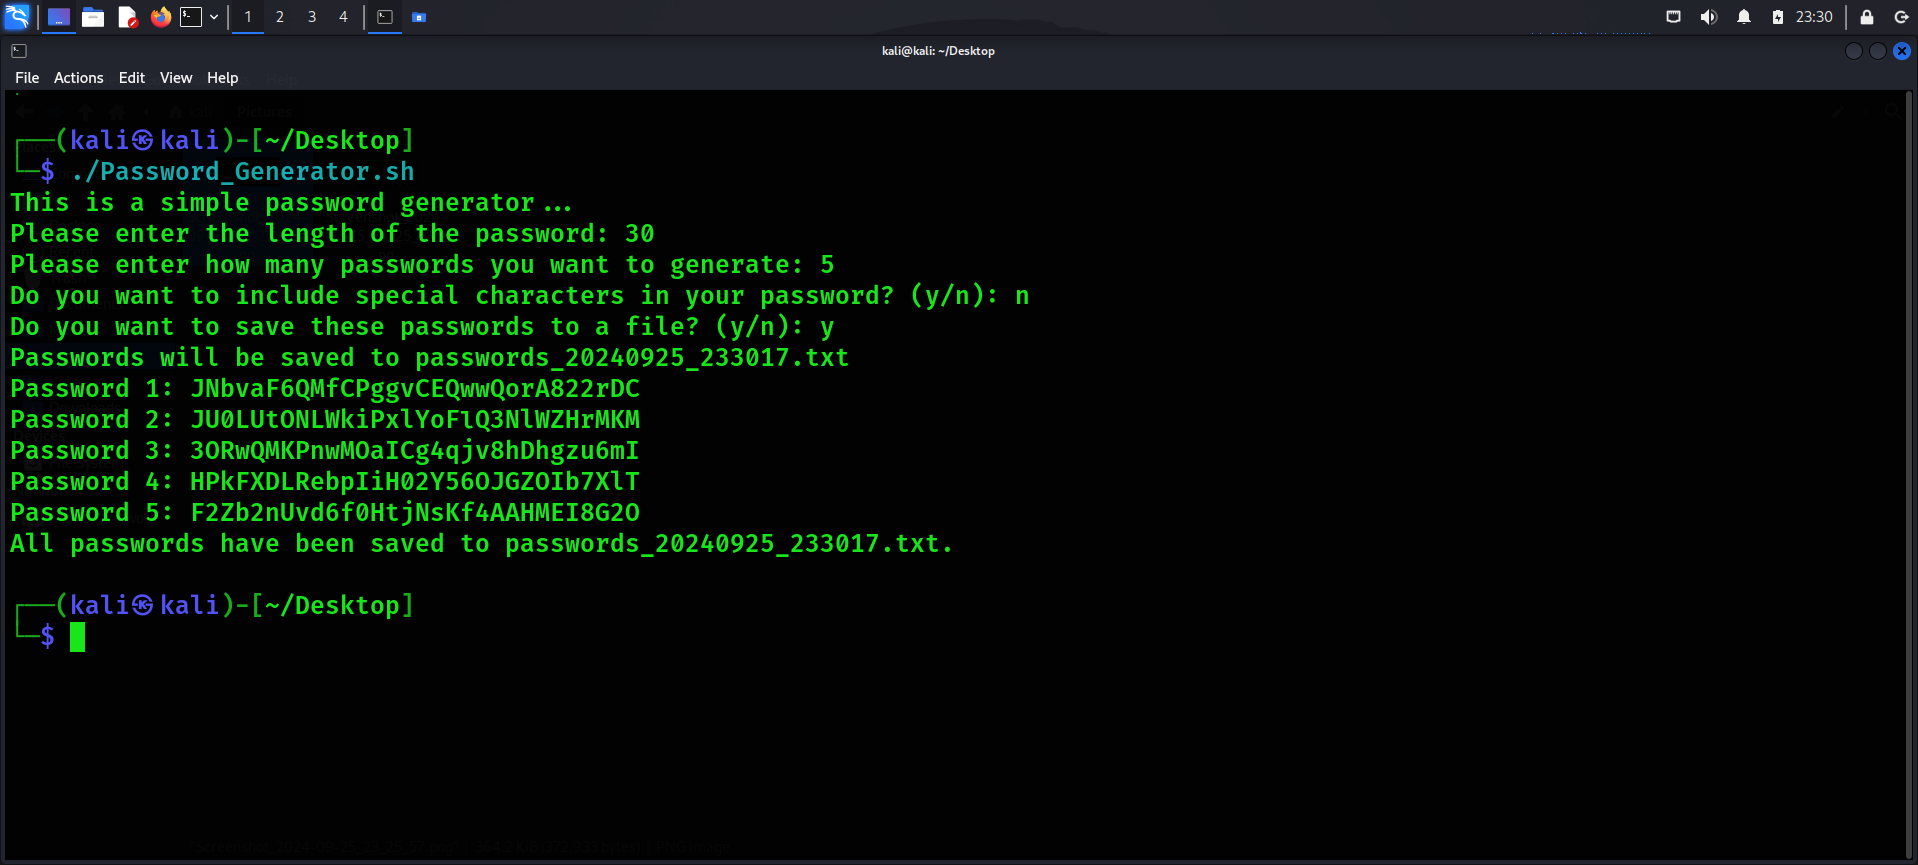 1 2 3 4 23:30
kali@kali: ~/Desktop
File Actions Edit View Help
┌──(kali㉿kali)-[~/Desktop]
└─$ ./Password_Generator.sh
This is a simple password generator...
Please enter the length of the password: 30
Please enter how many passwords you want to generate: 5
Do you want to include special characters in your password? (y/n): n
Do you want to save these passwords to a file? (y/n): y
Passwords will be saved to passwords_20240925_233017.txt
Password 1: JNbvaF6QMfCPggvCEQwwQorA822rDC
Password 2: JU0LUtONLWkiPxlYoFlQ3NlWZHrMKM
Password 3: 3ORwQMKPnwMOaICg4qjv8hDhgzu6mI
Password 4: HPkFXDLRebpIiH02Y56OJGZOIb7XlT
Password 5: F2Zb2nUvd6f0HtjNsKf4AAHMEI8G2O
All passwords have been saved to passwords_20240925_233017.txt.
┌──(kali㉿kali)-[~/Desktop]
└─$